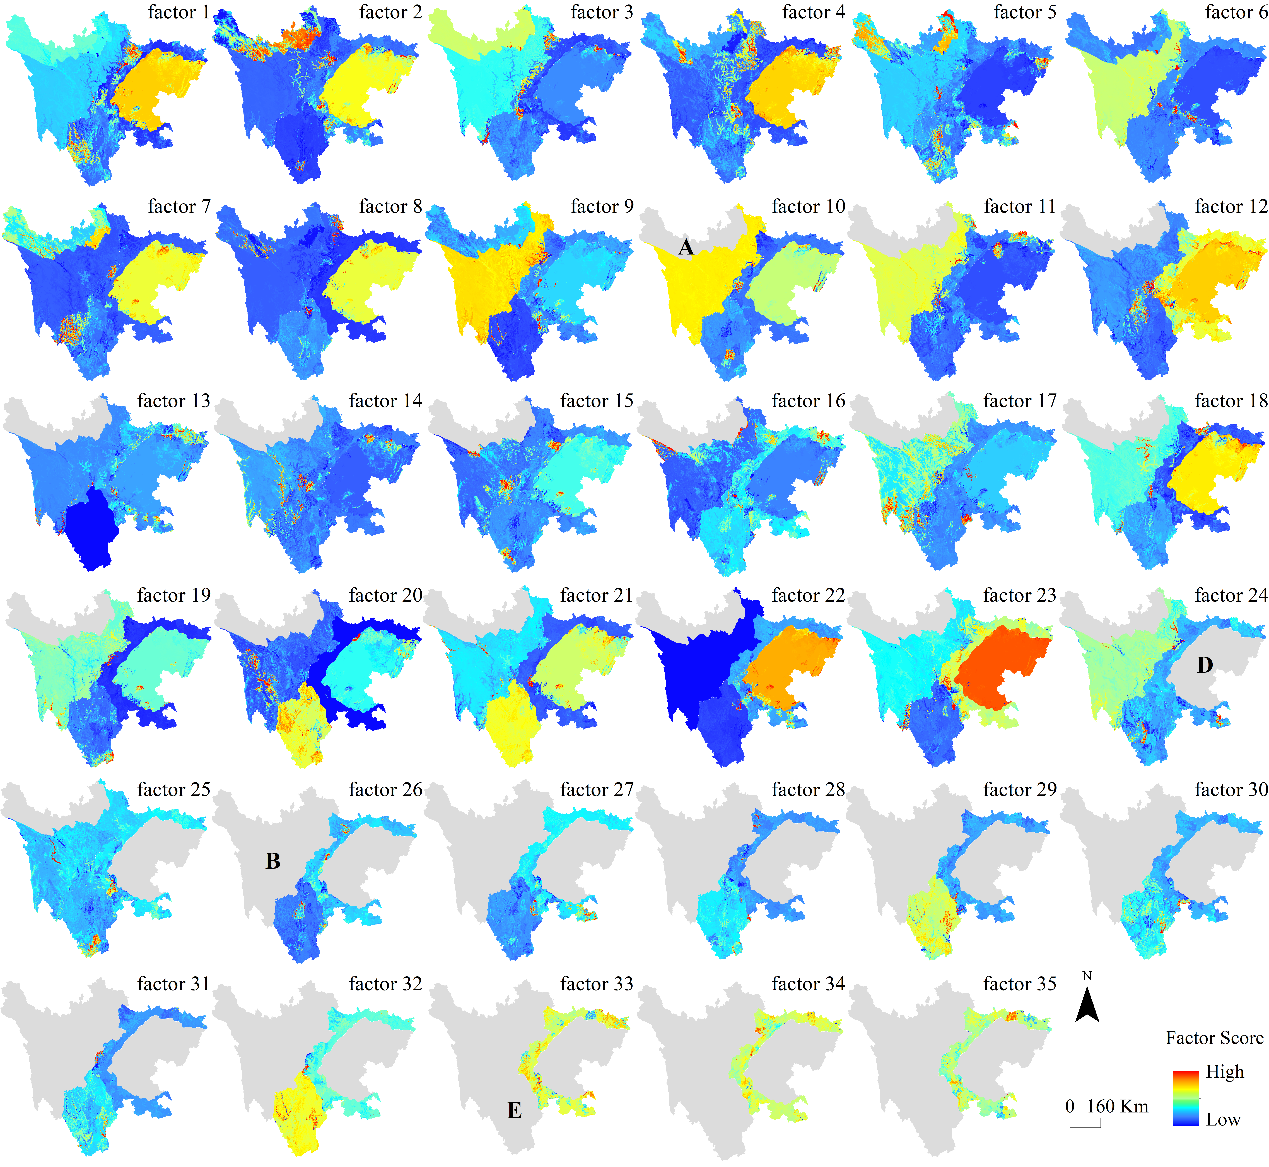 factor 1
factor 2
factor 3
factor 4
factor 5
factor 6
factor 7
factor 8
factor 9
factor 10
factor 11
factor 12
A
factor 13
factor 14
factor 15
factor 16
factor 17
factor 18
factor 19
factor 20
factor 21
factor 22
factor 23
factor 24
D
factor 25
factor 26
factor 27
factor 28
factor 29
factor 30
B
factor 31
factor 32
factor 33
factor 34
factor 35
E
N
Factor Score
High
Low
0 160 Km